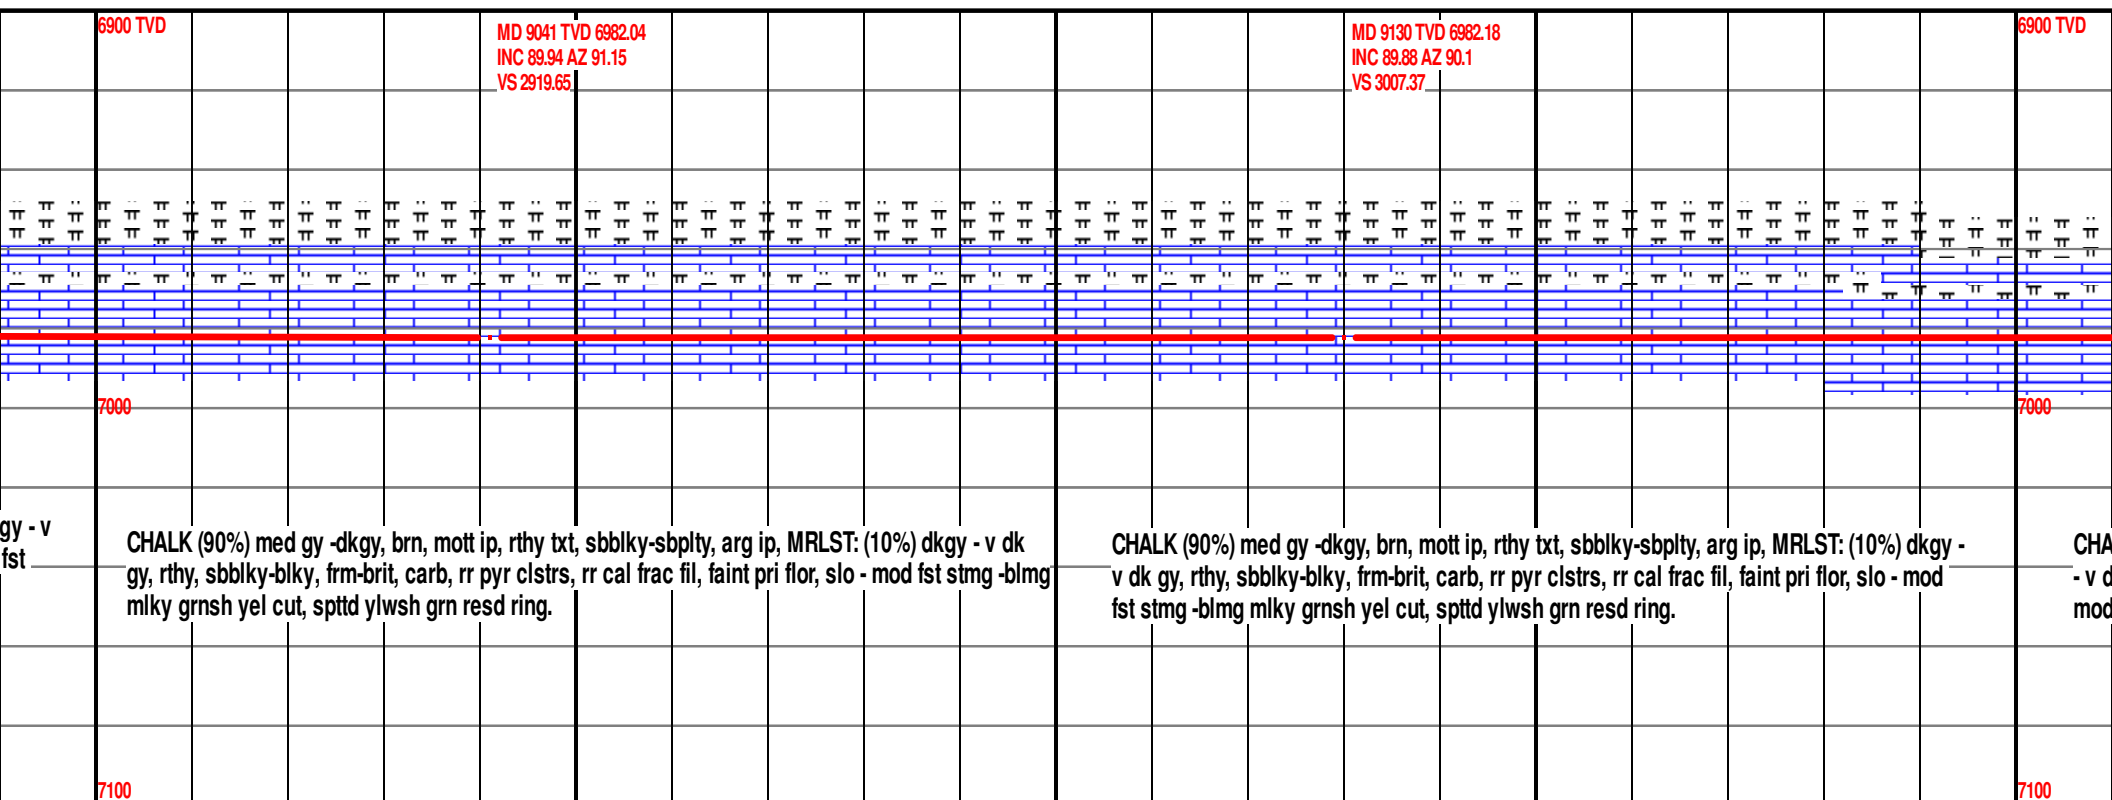 6900 TVD
MD 9041 TVD 6982.04
INC 89.94 AZ 91.15
VS 2919.65
MD 9130 TVD 6982.18
INC 89.88 AZ 90.1
VS 3007.37
6900 TVD
7000
7000
gy - v
fst
CHALK (90%) med gy -dkgy, brn, mott ip, rthy txt, sbblky-sbplty, arg ip, MRLST: (10%) dkgy - v dk
gy, rthy, sbblky-blky, frm-brit, carb, rr pyr clstrs, rr cal frac fil, faint pri flor, slo - mod fst stmg -blmg
mlky grnsh yel cut, spttd ylwsh grn resd ring.
CHALK (90%) med gy -dkgy, brn, mott ip, rthy txt, sbblky-sbplty, arg ip, MRLST: (10%) dkgy -
v dk gy, rthy, sbblky-blky, frm-brit, carb, rr pyr clstrs, rr cal frac fil, faint pri flor, slo - mod
fst stmg -blmg mlky grnsh yel cut, spttd ylwsh grn resd ring.
CHA
- v d
mod
7100
7100